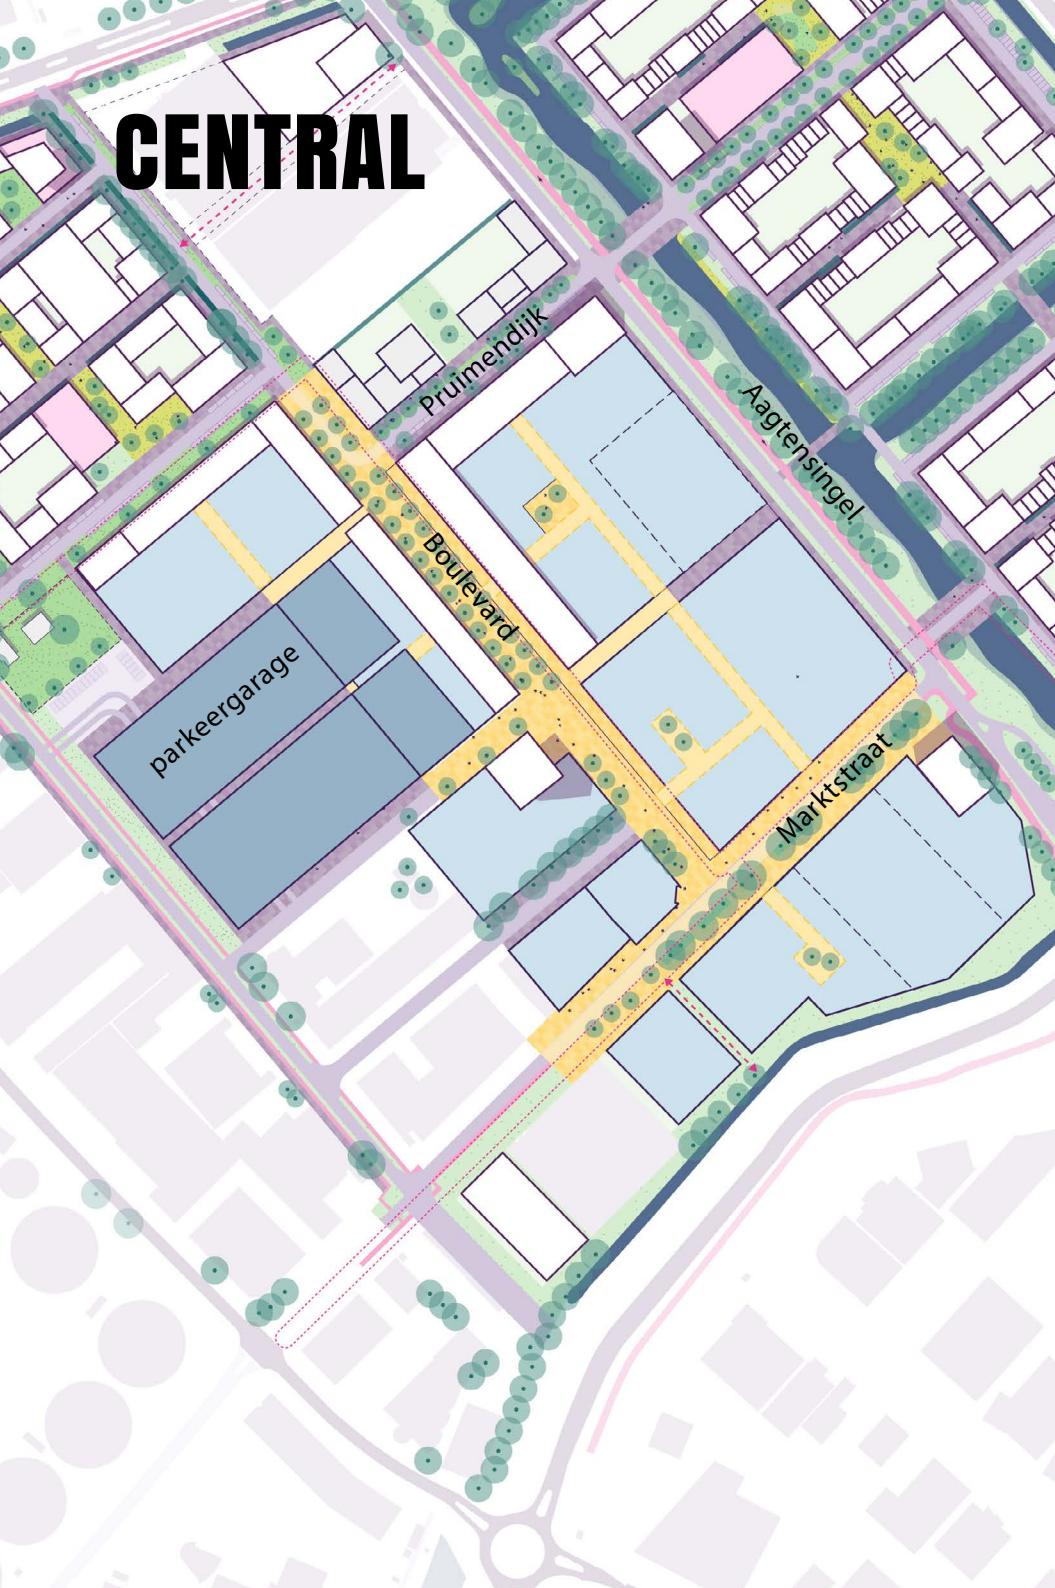 CENTRAL
Pruimendijk
Aagtensingel
Boulevard
parkeergarage
Marktstraat